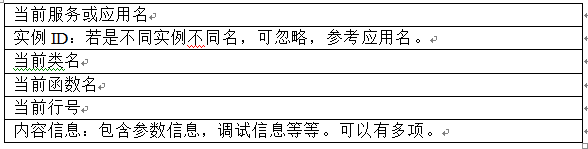 当前服务或应用名
实例 ID：若是不同实例不同名，可忽略，参考应用名。
当前类名
当前函数名
当前行号
内容信息：包含参数信息，调试信息等等。可以有多项。